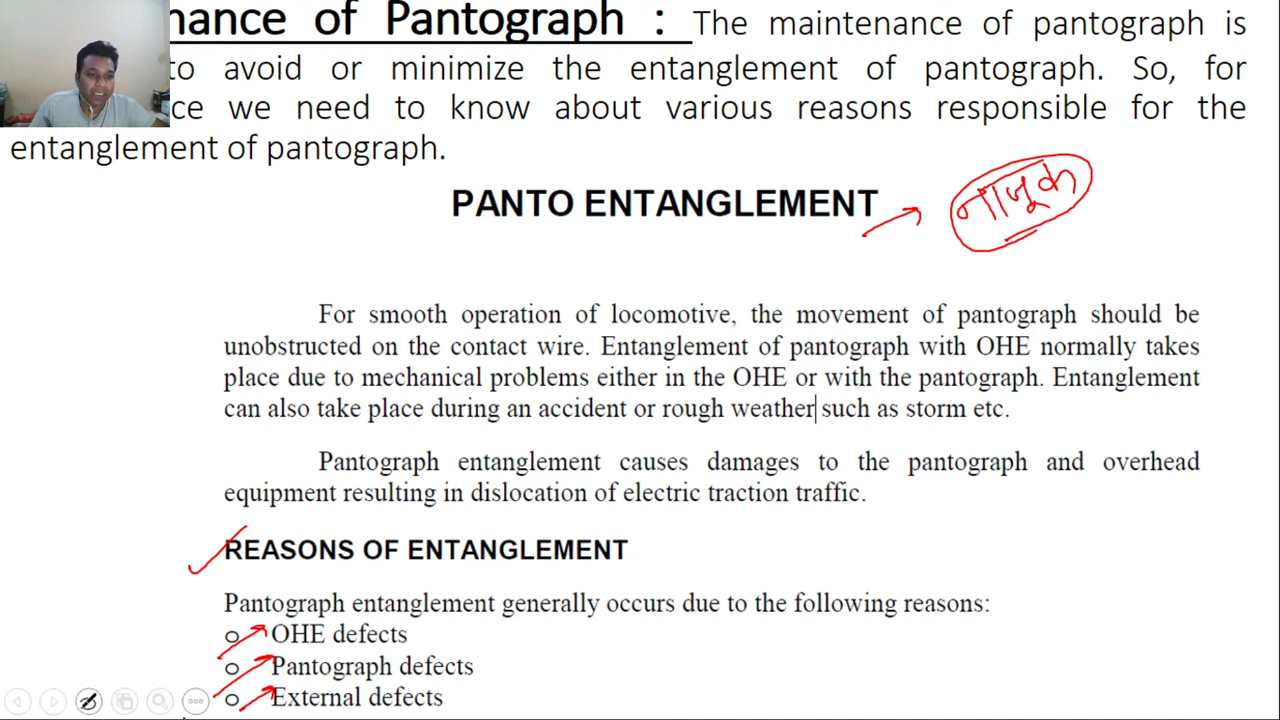 nance of Pantograph : The maintenance of pantograph is
to avoid or minimize the entanglement of pantograph. So, for
ce we need to know about various reasons responsible for the
entanglement of pantograph.
PANTO ENTANGLEMENT
नाजूक
For smooth operation of locomotive, the movement of pantograph should be
unobstructed on the contact wire. Entanglement of pantograph with OHE normally takes
place due to mechanical problems either in the OHE or with the pantograph. Entanglement
can also take place during an accident or rough weather such as storm etc.
Pantograph entanglement causes damages to the pantograph and overhead
equipment resulting in dislocation of electric traction traffic.
REASONS OF ENTANGLEMENT
Pantograph entanglement generally occurs due to the following reasons:
o OHE defects
o Pantograph defects
o External defects